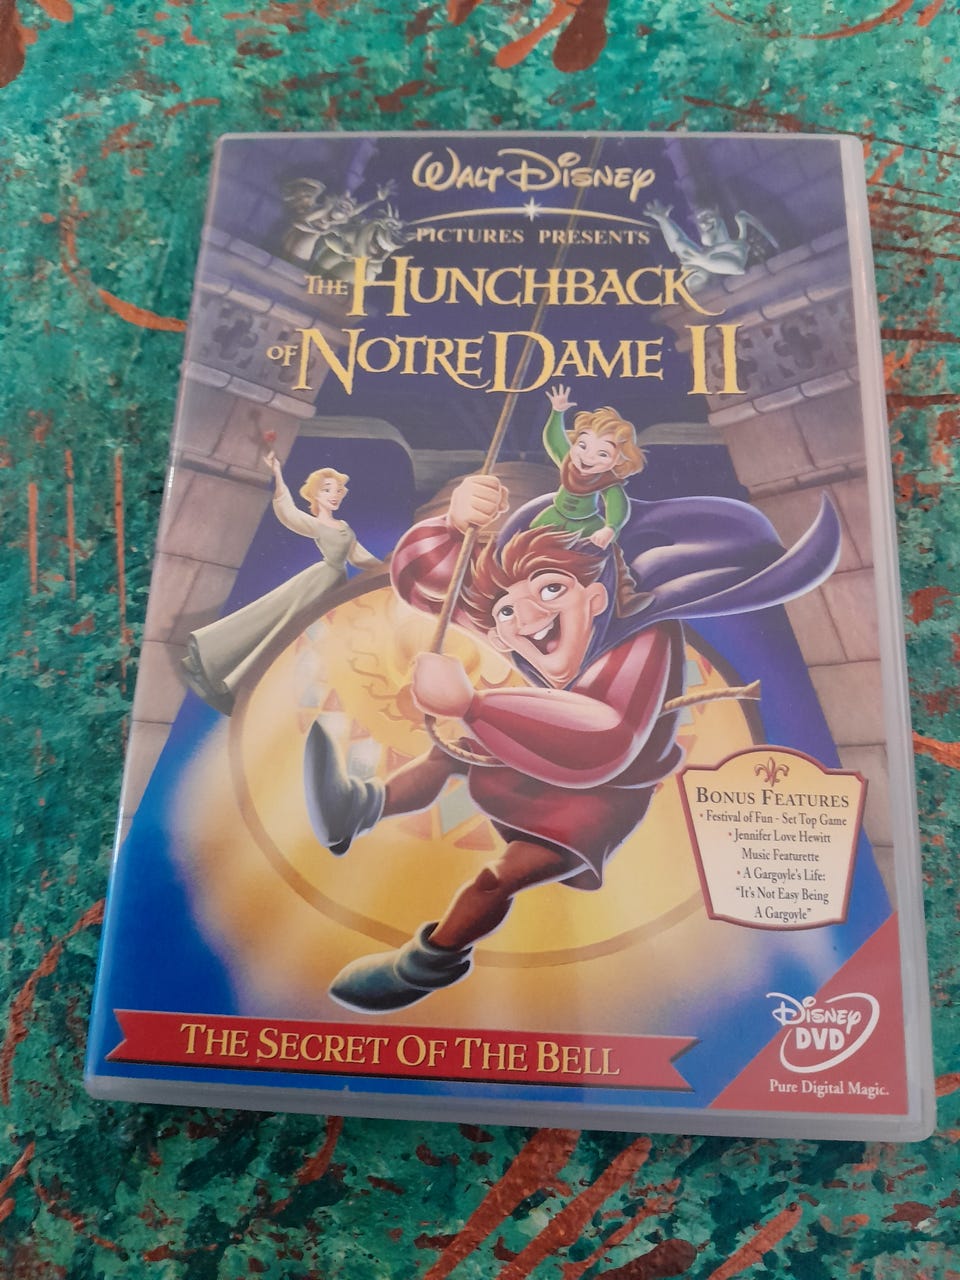 WALT DISNEY
PICTURES PRESENTS
THE HUNCHBACK
OF NOTRE DAME II
BONUS FEATURES
• Festival of Fun - Set Top Game
• Jennifer Love Hewitt
Music Featurette
• A Gargoyle's Life:
"It's Not Easy Being
A Gargoyle"
THE SECRET OF THE BELL
DISNEY
DVD
Pure Digital Magic.